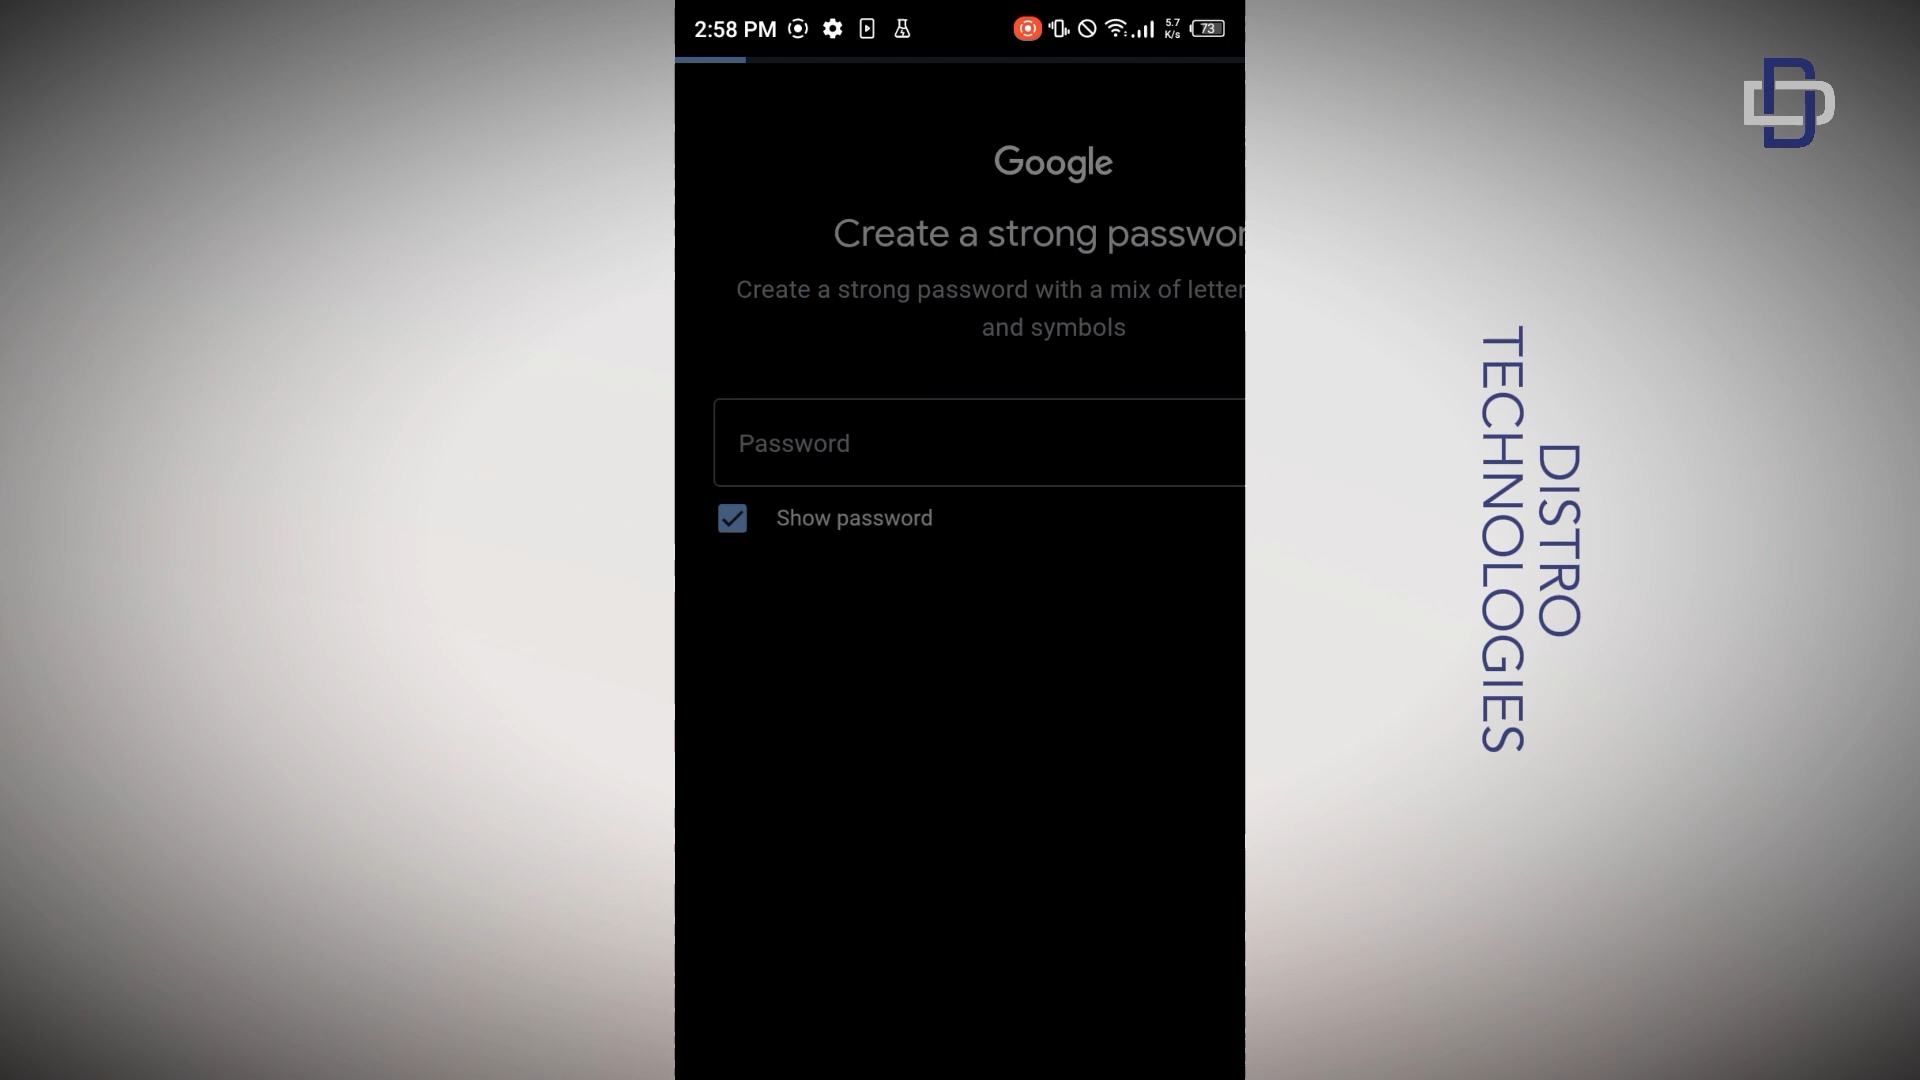 2:58 PM
5.7
K/s
73
Google
Create a strong passwor
Create a strong password with a mix of letter
and symbols
Password
Show password
DISTRO
TECHNOLOGIES